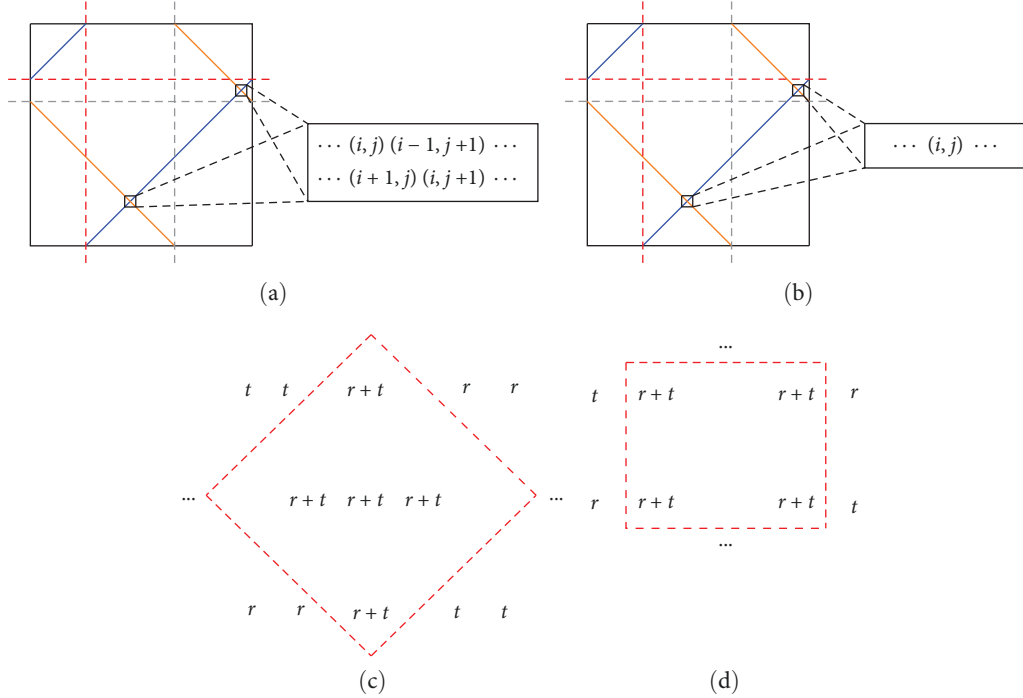 ⋯ (i, j) (i − 1, j + 1) ⋯
⋯ (i + 1, j) (i, j + 1) ⋯
⋯ (i, j) ⋯
(a)
(b)
t t r + t r r
... r + t r + t r + t ...
r r r + t t t
(c)
...
t r + t r + t r
r r + t r + t t
...
(d)